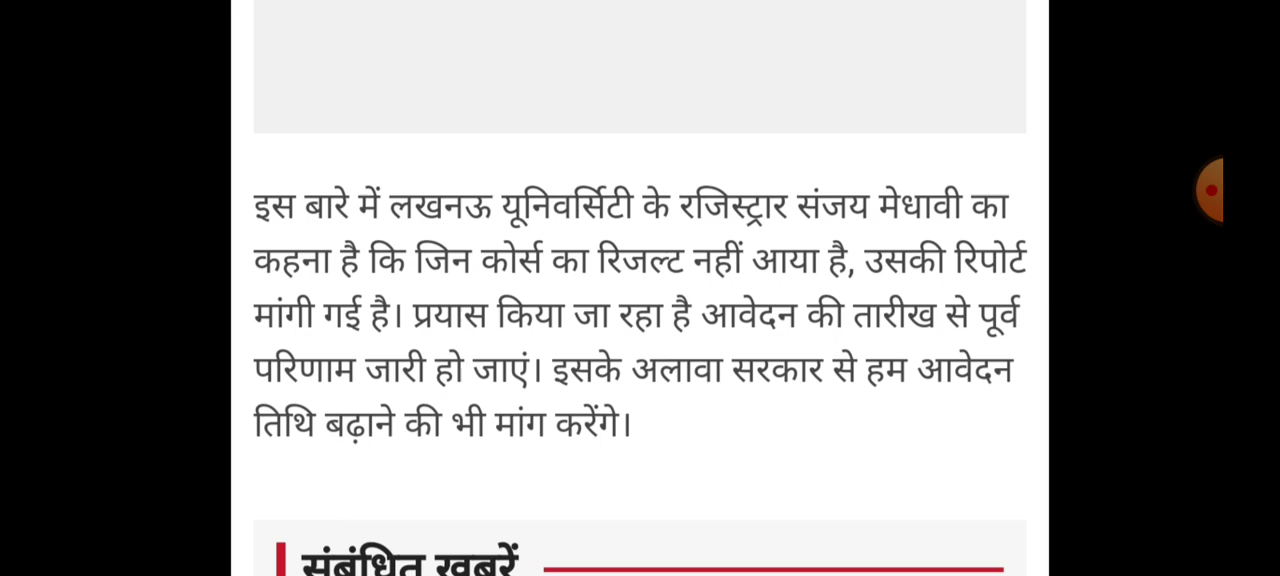 इस बारे में लखनऊ यूनिवर्सिटी के रजिस्ट्रार संजय मेधावी का
कहना है कि जिन कोर्स का रिजल्ट नहीं आया है, उसकी रिपोर्ट
मांगी गई है। प्रयास किया जा रहा है आवेदन की तारीख से पूर्व
परिणाम जारी हो जाएं। इसके अलावा सरकार से हम आवेदन
तिथि बढ़ाने की भी मांग करेंगे।
संबंधित खबरें